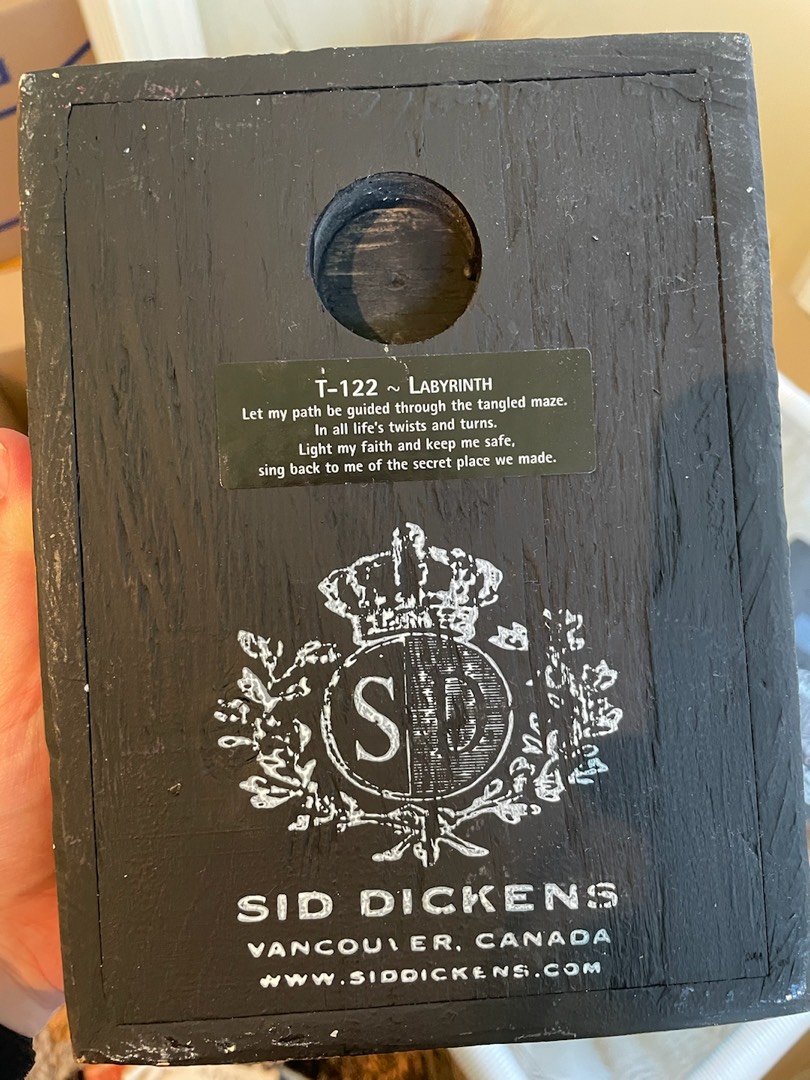 T-122 ~ LABYRINTH
Let my path be guided through the tangled maze.
In all life's twists and turns.
Light my faith and keep me safe,
sing back to me of the secret place we made.
SD
SID DICKENS
VANCOUVER, CANADA
WWW.SIDDICKENS.COM